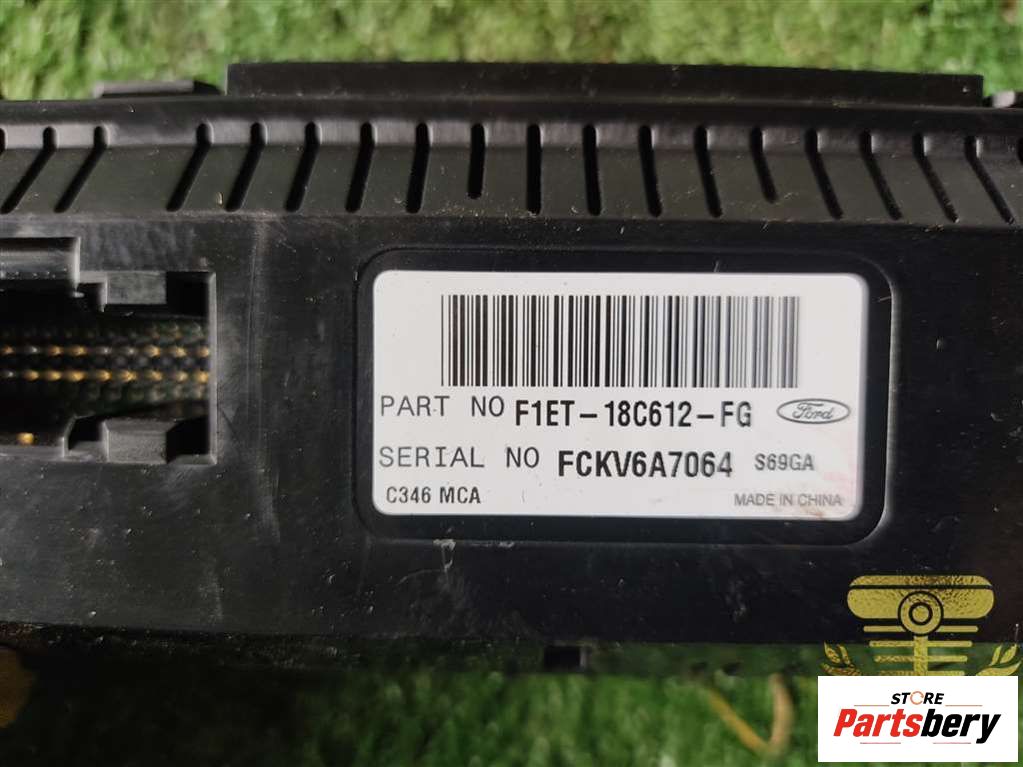 PART NO F1ET-18C612-FG Ford
SERIAL NO FCKV6A7064 S69GA
C346 MCA MADE IN CHINA
STORE
Partsbery